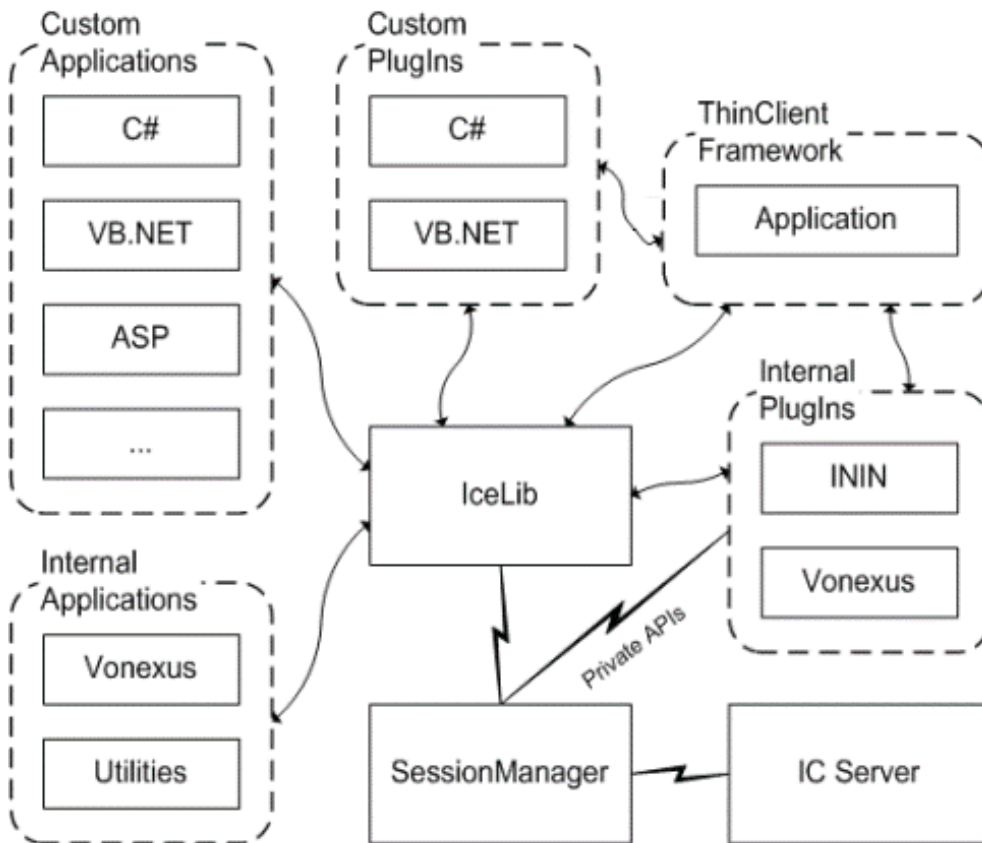 Custom
Applications
C#
VB.NET
ASP
...
Custom
PlugIns
C#
VB.NET
ThinClient
Framework
Application
Internal
PlugIns
ININ
Vonexus
IceLib
Internal
Applications
Vonexus
Utilities
Private APIs
SessionManager
IC Server